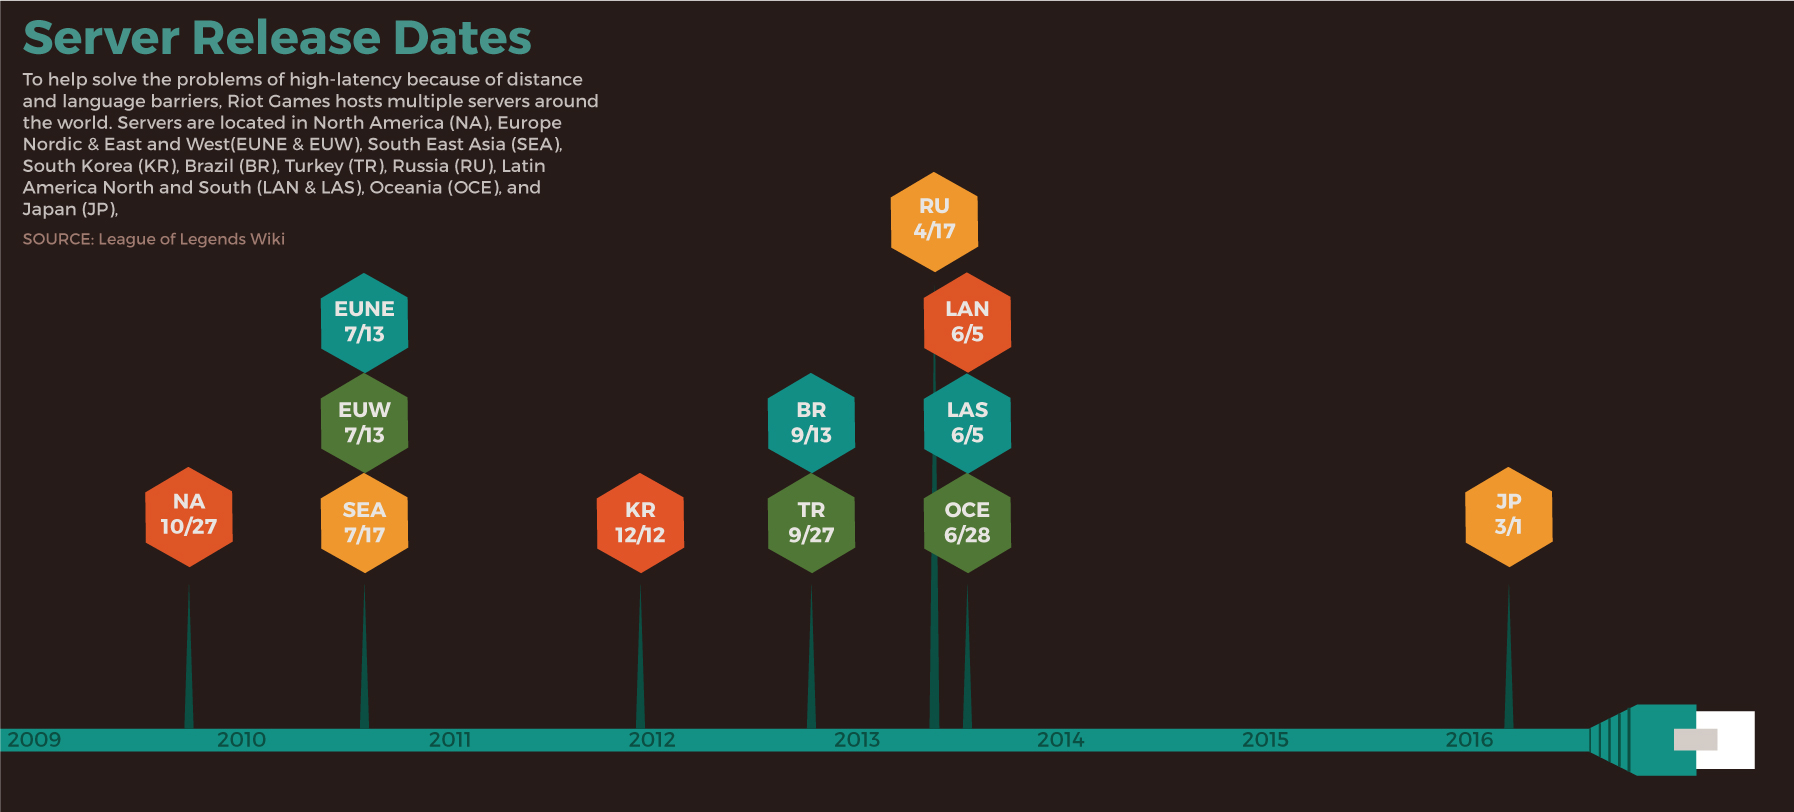 Server Release Dates
To help solve the problems of high-latency because of distance
and language barriers, Riot Games hosts multiple servers around
the world. Servers are located in North America (NA), Europe
Nordic & East and West(EUNE & EUW), South East Asia (SEA),
South Korea (KR), Brazil (BR), Turkey (TR), Russia (RU), Latin
America North and South (LAN & LAS), Oceania (OCE), and
Japan (JP),
SOURCE: League of Legends Wiki
RU
4/17
EUNE
7/13
LAN
6/5
EUW
7/13
BR
9/13
LAS
6/5
NA
10/27
SEA
7/17
KR
12/12
TR
9/27
OCE
6/28
JP
3/1
2009 2010 2011 2012 2013 2014 2015 2016